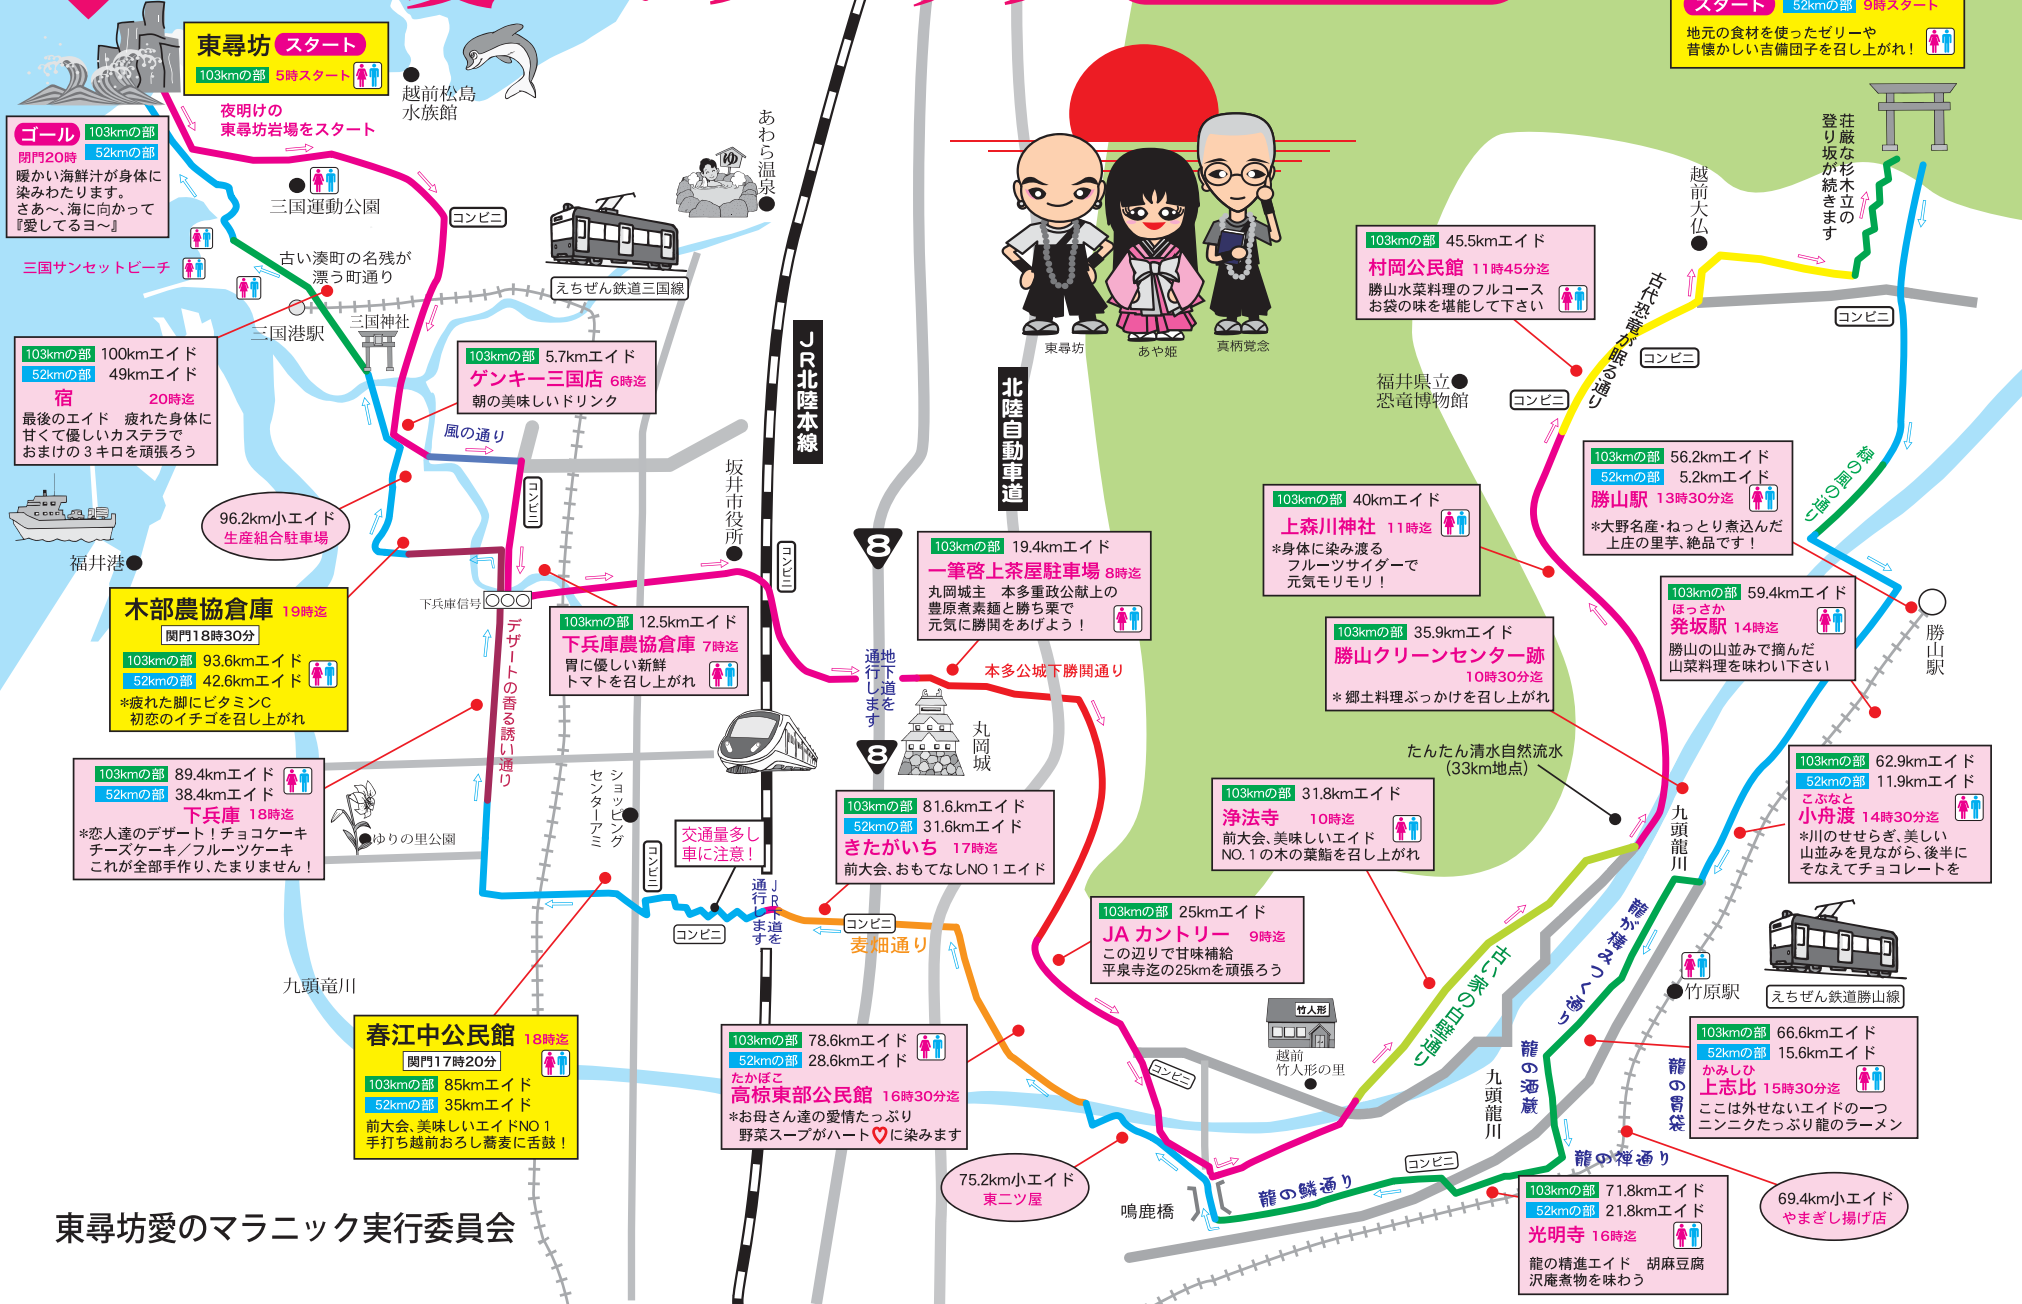 東尋坊 スタート
103kmの部 5時スタート
夜明けの
東尋坊岩場をスタート
越前松島
水族館
ゴール 103kmの部
閉門20時 52kmの部
暖かい海鮮汁が身体に
染みわたります。
さあ〜、海に向かって
『愛してるヨ〜』
三国運動公園
コンビニ
三国サンセットビーチ
古い湊町の名残が
漂う町通り
三国港駅
三国神社
えちぜん鉄道三国線
あわら温泉
ゆ
103kmの部 100kmエイド
52kmの部 49kmエイド
宿 20時迄
最後のエイド 疲れた身体に
甘くて優しいカステラで
おまけの３キロを頑張ろう
103kmの部 5.7kmエイド
ゲンキー三国店 6時迄
朝の美味しいドリンク
風の通り
コンビニ
96.2km小エイド
生産組合駐車場
福井港
下兵庫信号
木部農協倉庫 19時迄
関門18時30分
103kmの部 93.6kmエイド
52kmの部 42.6kmエイド
*疲れた脚にビタミンC
初恋のイチゴを召し上がれ
デザートの香る誘い通り
103kmの部 12.5kmエイド
下兵庫農協倉庫 7時迄
胃に優しい新鮮
トマトを召し上がれ
坂井市役所
コンビニ
JR北陸本線
北陸自動車道
8
8
地下道を
通行します
103kmの部 19.4kmエイド
一筆啓上茶屋駐車場 8時迄
丸岡城主 本多重政公献上の
豊原煮素麺と勝ち栗で
元気に勝鬨をあげよう！
本多公城下勝鬨通り
丸岡城
103kmの部 89.4kmエイド
52kmの部 38.4kmエイド
下兵庫 18時迄
*恋人達のデザート！チョコケーキ
チーズケーキ／フルーツケーキ
これが全部手作り、たまりません！
ゆりの里公園
ショッピング
センターアミ
コンビニ
交通量多し
車に注意！
コンビニ
JR下道を
通行します
103kmの部 81.6.kmエイド
52kmの部 31.6kmエイド
きたがいち 17時迄
前大会、おもてなしNO１エイド
コンビニ
麦畑通り
九頭竜川
春江中公民館 18時迄
関門17時20分
103kmの部 85kmエイド
52kmの部 35kmエイド
前大会、美味しいエイドNO１
手打ち越前おろし蕎麦に舌鼓！
103kmの部 78.6kmエイド
52kmの部 28.6kmエイド
たかぼこ
高椋東部公民館 16時30分迄
*お母さん達の愛情たっぷり
野菜スープがハート♡に染みます
75.2km小エイド
東二ツ屋
鳴鹿橋
コンビニ
103kmの部 25kmエイド
JA カントリー 9時迄
この辺りで甘味補給
平泉寺迄の25kmを頑張ろう
竹人形
越前
竹人形の里
103kmの部 31.8kmエイド
浄法寺 10時迄
前大会、美味しいエイド
NO.１の木の葉鮨を召し上がれ
古い家の白壁通り
たんたん清水自然流水
(33km地点)
103kmの部 35.9kmエイド
勝山クリーンセンター跡
10時30分迄
*郷土料理ぶっかけを召し上がれ
103kmの部 40kmエイド
上森川神社 11時迄
*身体に染み渡る
フルーツサイダーで
元気モリモリ！
コンビニ
福井県立
恐竜博物館
コンビニ
古代恐竜が眠る通り
103kmの部 45.5kmエイド
村岡公民館 11時45分迄
勝山水菜料理のフルコース
お袋の味を堪能して下さい
越前大仏
荘厳な杉木立の
登り坂が続きます
スタート 52kmの部 9時スタート
地元の食材を使ったゼリーや
昔懐かしい吉備団子を召し上がれ！
コンビニ
緑の風の通り
103kmの部 56.2kmエイド
52kmの部 5.2kmエイド
勝山駅 13時30分迄
*大野名産・ねっとり煮込んだ
上庄の里芋、絶品です！
勝山駅
103kmの部 59.4kmエイド
ほっさか
発坂駅 14時迄
勝山の山並みで摘んだ
山菜料理を味わい下さい
103kmの部 62.9kmエイド
52kmの部 11.9kmエイド
こぶなと
小舟渡 14時30分迄
*川のせせらぎ、美しい
山並みを見ながら、後半に
そなえてチョコレートを
九頭龍川
龍が棲みつく通り
竹原駅
えちぜん鉄道勝山線
103kmの部 66.6kmエイド
52kmの部 15.6kmエイド
かみしひ
上志比 15時30分迄
ここは外せないエイドの一つ
ニンニクたっぷり龍のラーメン
龍の胃袋
龍の酒蔵
九頭龍川
龍の禅通り
コンビニ
龍の鱗通り
69.4km小エイド
やまぎし揚げ店
103kmの部 71.8kmエイド
52kmの部 21.8kmエイド
光明寺 16時迄
龍の精進エイド 胡麻豆腐
沢庵煮物を味わう
東尋坊
あや姫
真柄覚念
東尋坊愛のマラニック実行委員会